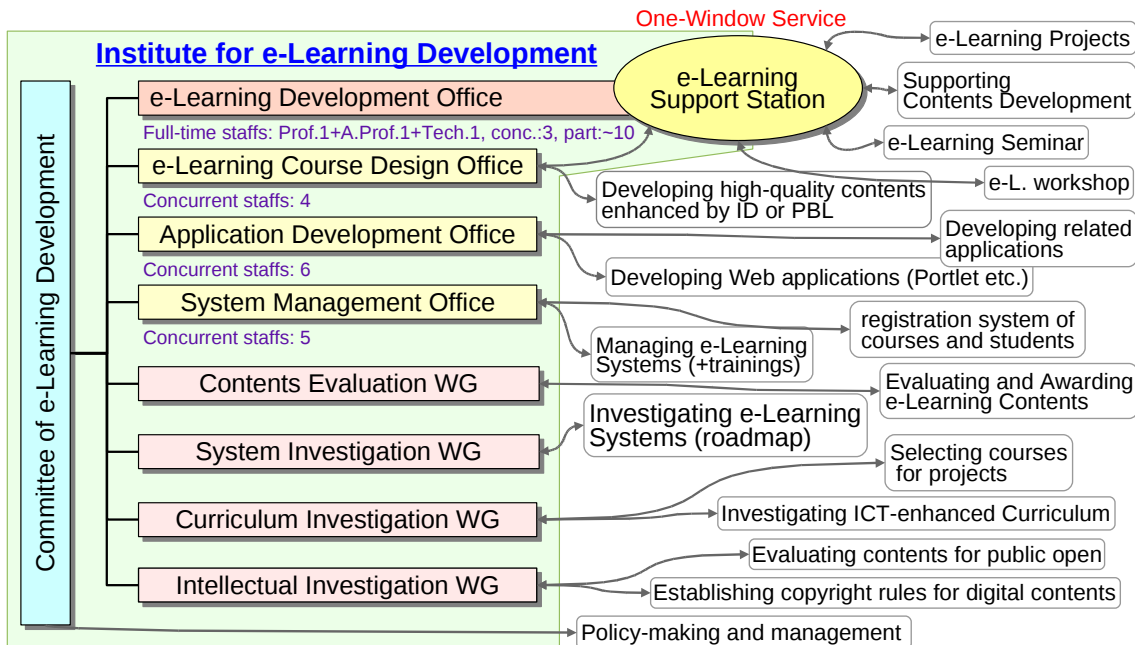 One-Window Service
Institute for e-Learning Development
e-Learning
Support Station
e-Learning Projects
Supporting
Contents Development
e-Learning Seminar
e-L. workshop
Committee of e-Learning Development
e-Learning Development Office
Full-time staffs: Prof.1+A.Prof.1+Tech.1, conc.:3, part:~10
e-Learning Course Design Office
Concurrent staffs: 4
Developing high-quality contents
enhanced by ID or PBL
Application Development Office
Concurrent staffs: 6
Developing related
applications
Developing Web applications (Portlet etc.)
System Management Office
Concurrent staffs: 5
registration system of
courses and students
Managing e-Learning
Systems (+trainings)
Contents Evaluation WG
Evaluating and Awarding
e-Learning Contents
System Investigation WG
Investigating e-Learning
Systems (roadmap)
Selecting courses
for projects
Curriculum Investigation WG
Investigating ICT-enhanced Curriculum
Evaluating contents for public open
Intellectual Investigation WG
Establishing copyright rules for digital contents
Policy-making and management